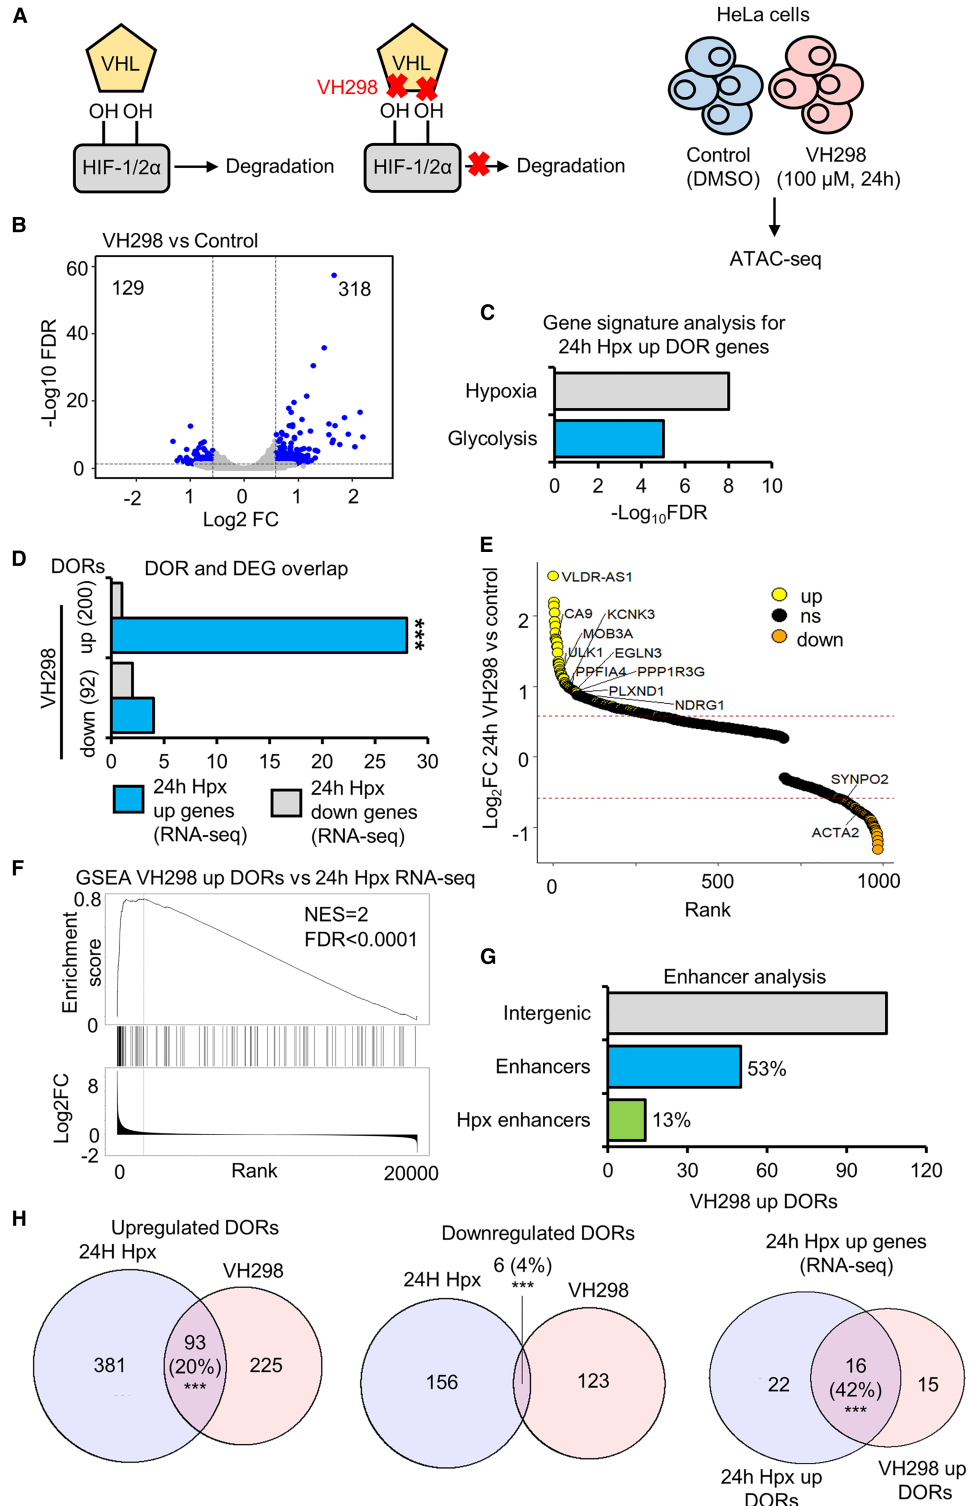 A
VHL
OH OH
HIF-1/2α
Degradation
VHL
VH298
OH OH
HIF-1/2α
Degradation
HeLa cells
Control
(DMSO)
VH298
(100 µM, 24h)
ATAC-seq
B
VH298 vs Control
129
318
60
40
20
0
-Log10 FDR
-2
1
0
1
2
Log2 FC
C
Gene signature analysis for
24h Hpx up DOR genes
Hypoxia
Glycolysis
0 2 4 6 8 10
-Log10FDR
D
DORs
DOR and DEG overlap
VH298
up (200)
down (92)
***
0 5 10 15 20 25 30
24h Hpx
up genes
(RNA-seq)
24h Hpx
down genes
(RNA-seq)
E
Log2FC 24h VH298 vs control
2
1
0
-1
VLDR-AS1
CA9
KCNK3
MOB3A
ULK1
EGLN3
PPFIA4
PPP1R3G
PLXND1
NDRG1
SYNPO2
ACTA2
up
ns
down
0
500
1000
Rank
F
GSEA VH298 up DORs vs 24h Hpx RNA-seq
NES=2
FDR<0.0001
0.8
0
Enrichment
score
8
0
-2
Log2FC
0
Rank
20000
G
Enhancer analysis
Intergenic
Enhancers
53%
Hpx enhancers
13%
0 30 60 90 120
VH298 up DORs
H
Upregulated DORs
24H Hpx
VH298
381
93
(20%)
***
225
Downregulated DORs
6 (4%)
***
24H Hpx
VH298
156
123
24h Hpx up genes
(RNA-seq)
22
16
(42%)
***
15
24h Hpx up
DORs
VH298 up
DORs